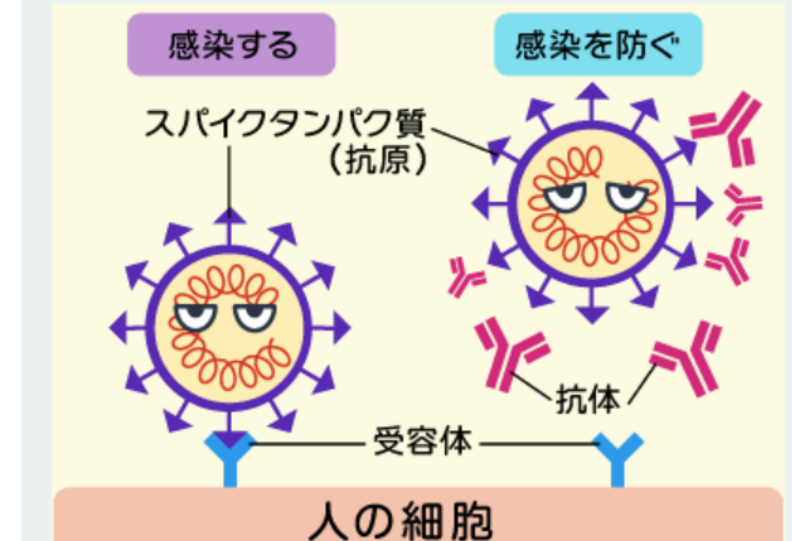 感染する
感染を防ぐ
スパイクタンパク質
(抗原)
抗体
受容体
人の細胞